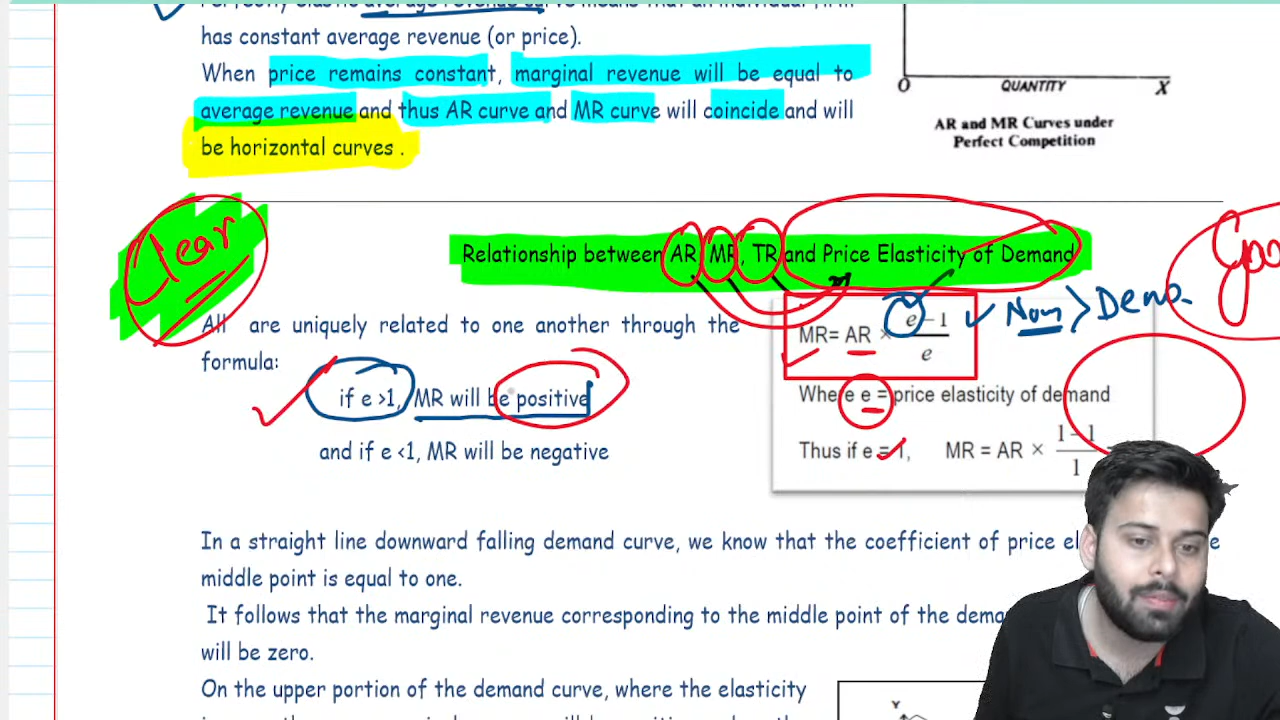 has constant average revenue (or price).
When price remains constant, marginal revenue will be equal to
average revenue and thus AR curve and MR curve will coincide and will
be horizontal curves .
O QUANTITY X
AR and MR Curves under
Perfect Competition
Clear
Relationship between AR, MR, TR and Price Elasticity of Demand
All are uniquely related to one another through the
formula:
if e >1, MR will be positive
and if e <1, MR will be negative
MR= AR × e-1
e
Num > Deno
Where e = price elasticity of demand
Thus if e = 1, MR = AR × 1-1
1
In a straight line downward falling demand curve, we know that the coefficient of price
middle point is equal to one.
It follows that the marginal revenue corresponding to the middle point of the
will be zero.
On the upper portion of the demand curve, where the elasticity
Y